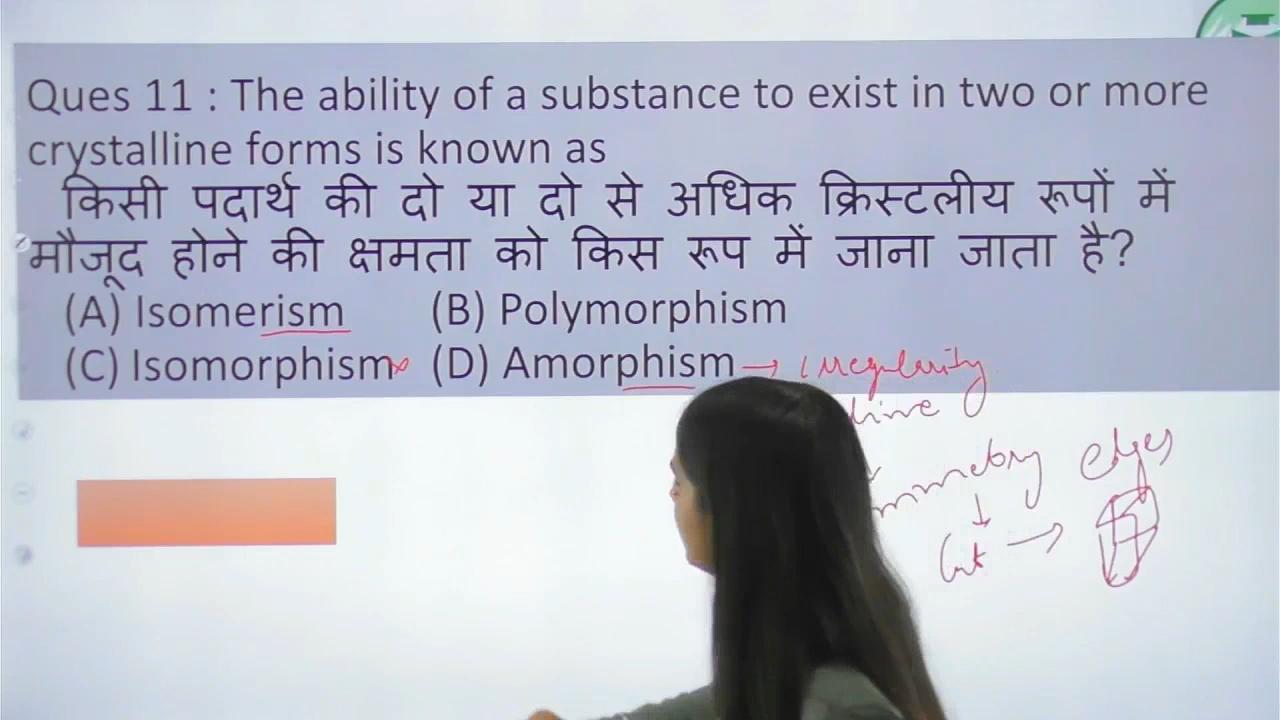 Ques 11 : The ability of a substance to exist in two or more
crystalline forms is known as
किसी पदार्थ की दो या दो से अधिक क्रिस्टलीय रूपों में
मौजूद होने की क्षमता को किस रूप में जाना जाता है?
(A) Isomerism (B) Polymorphism
(C) Isomorphism (D) Amorphism → irregularity
edges